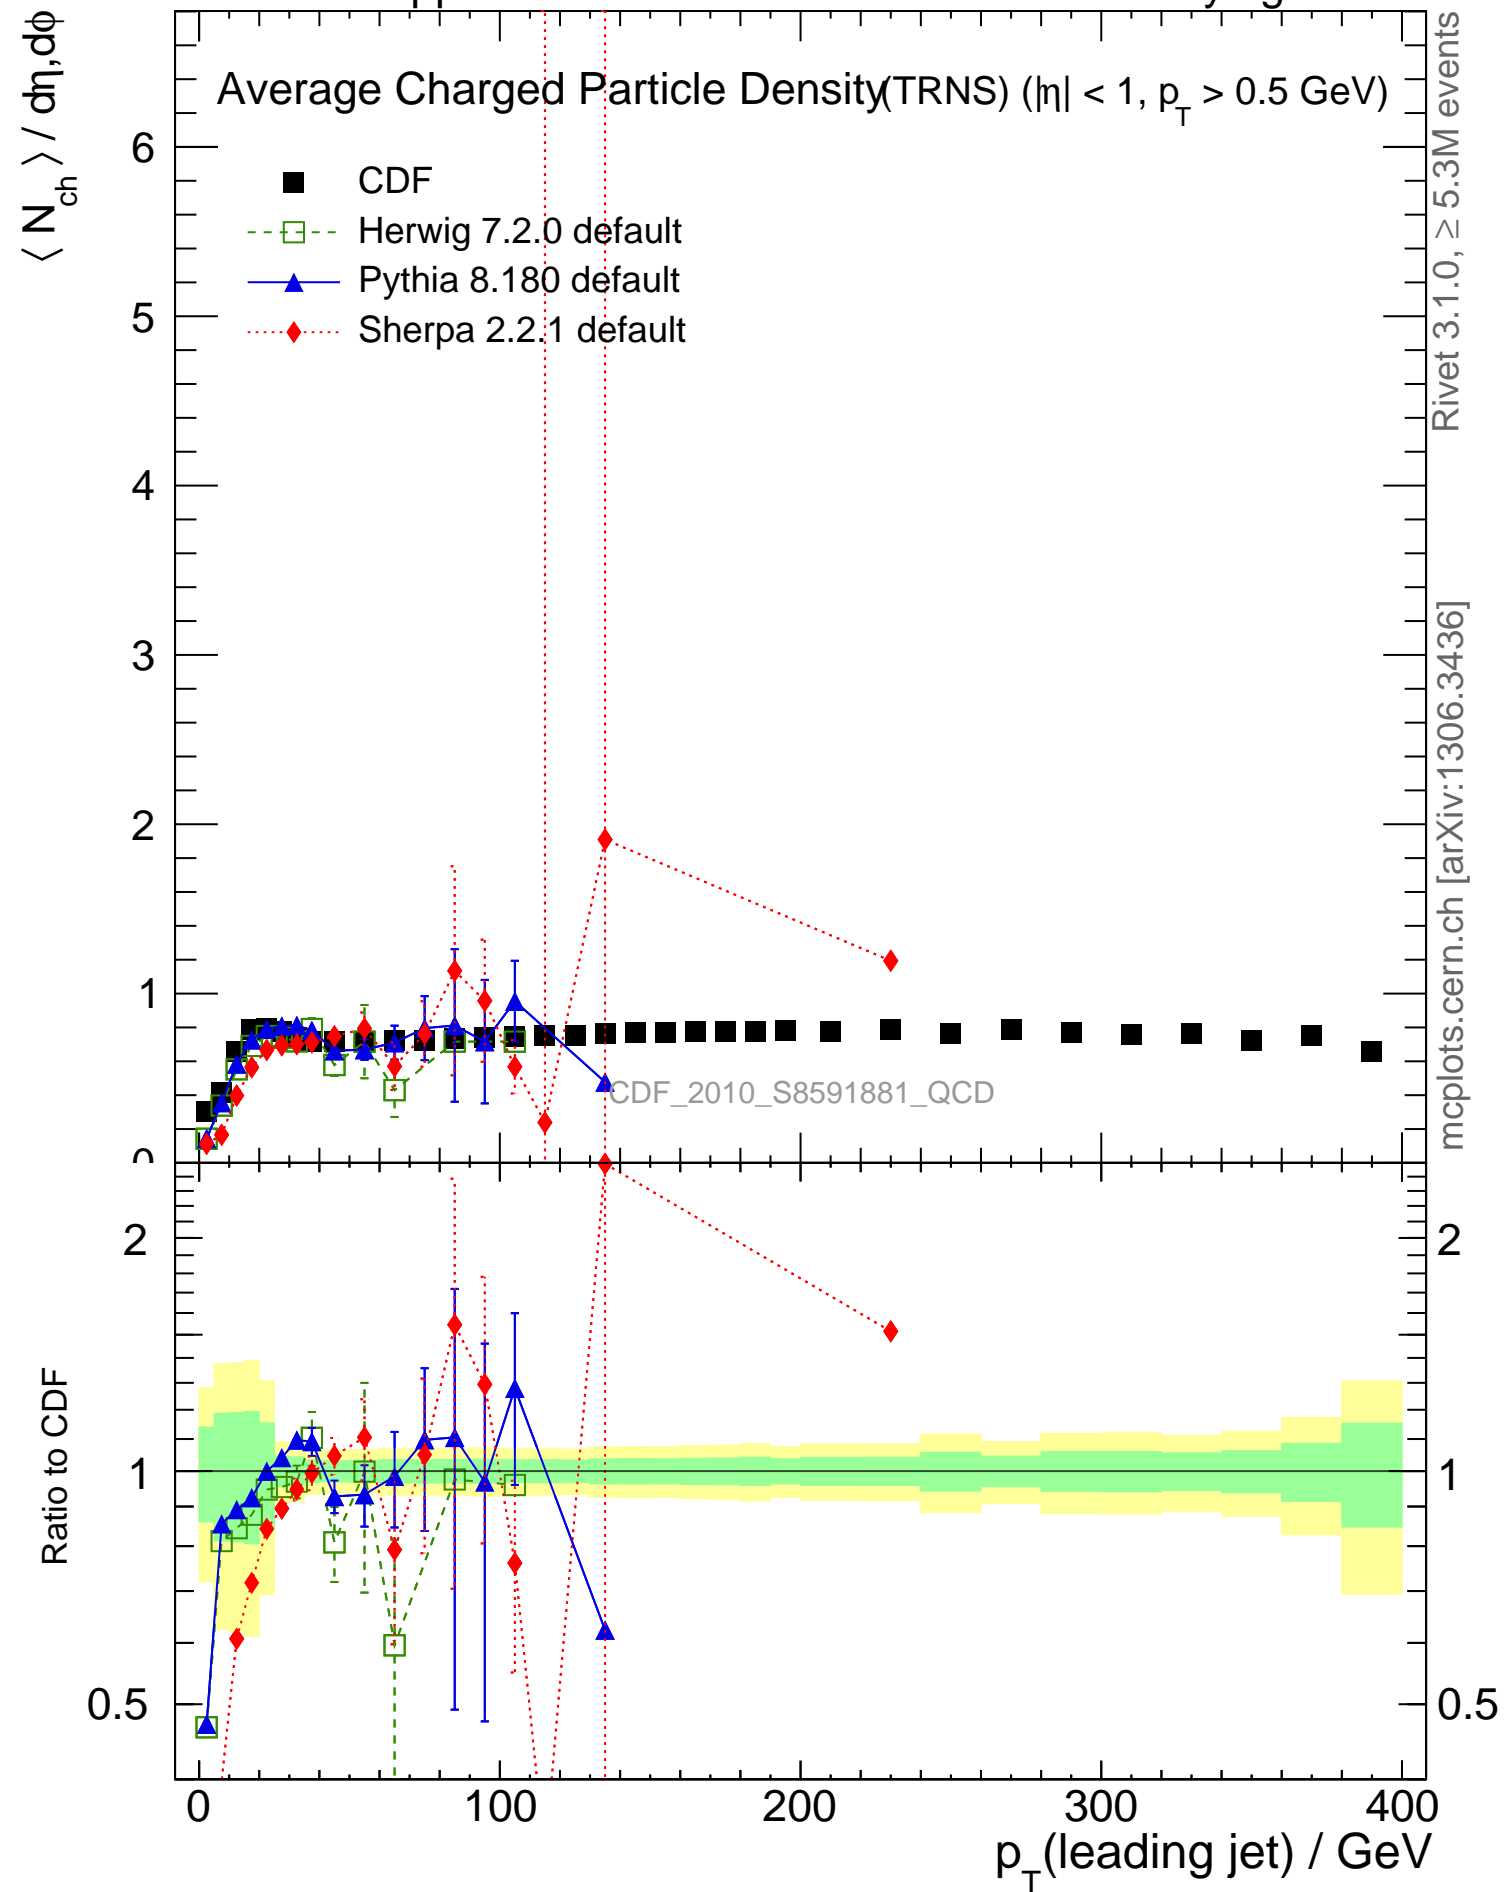 ⟨ N_ch ⟩ / dη,dϕ
Average Charged Particle Density (TRNS) (|η| < 1, p_T > 0.5 GeV)
CDF
Herwig 7.2.0 default
Pythia 8.180 default
Sherpa 2.2.1 default
6
5
4
3
2
1
0
CDF_2010_S8591881_QCD
Rivet 3.1.0, ≥ 5.3M events
mcplots.cern.ch [arXiv:1306.3436]
Ratio to CDF
2
1
0.5
2
1
0.5
0 100 200 300 400
p_T(leading jet) / GeV